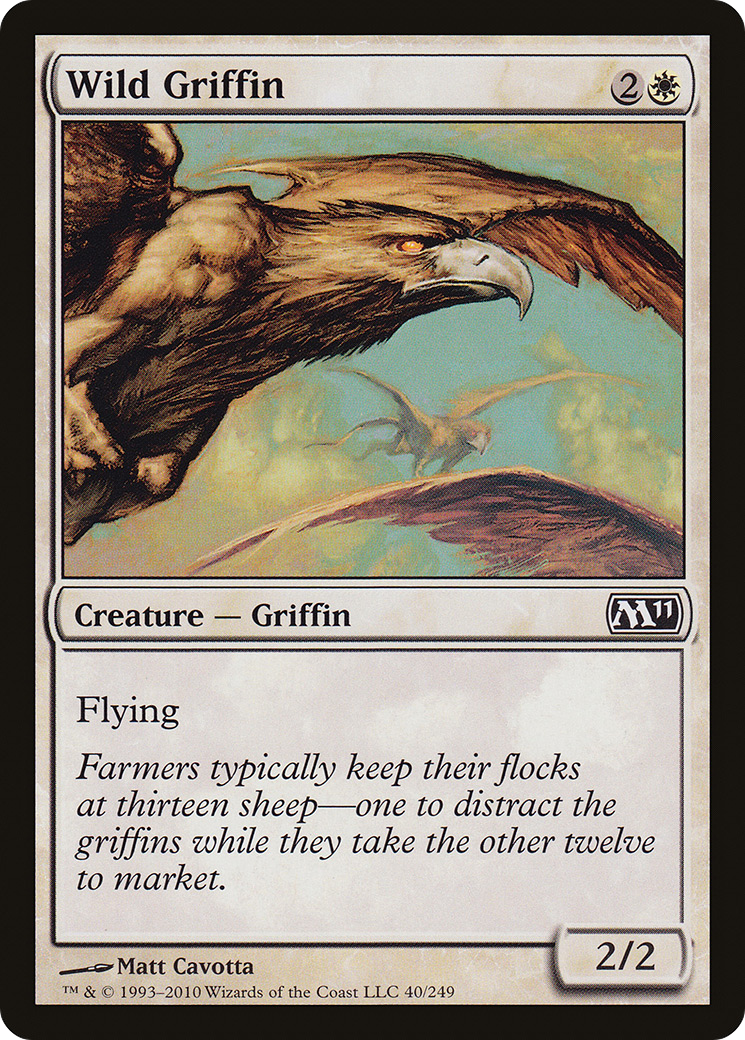 Wild Griffin
2
Creature — Griffin
M11
Flying
Farmers typically keep their flocks
at thirteen sheep—one to distract the
griffins while they take the other twelve
to market.
2/2
Matt Cavotta
™ & © 1993–2010 Wizards of the Coast LLC 40/249